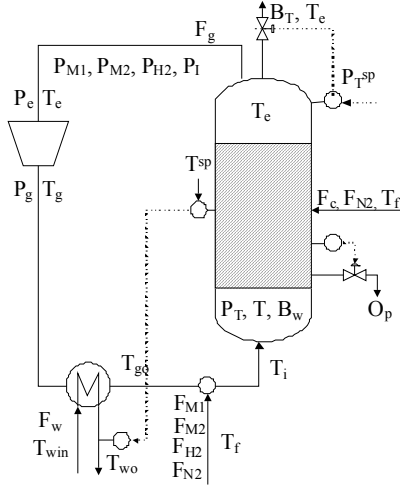 B_T, T_e
F_g
P_M1, P_M2, P_H2, P_I
P_T^sp
P_e T_e
T_e
P_g T_g
T^sp
F_c, F_N2, T_f
P_T, T, B_w
O_p
T_go
T_i
F_w
T_win
T_wo
F_M1
F_M2
F_H2
F_N2
T_f